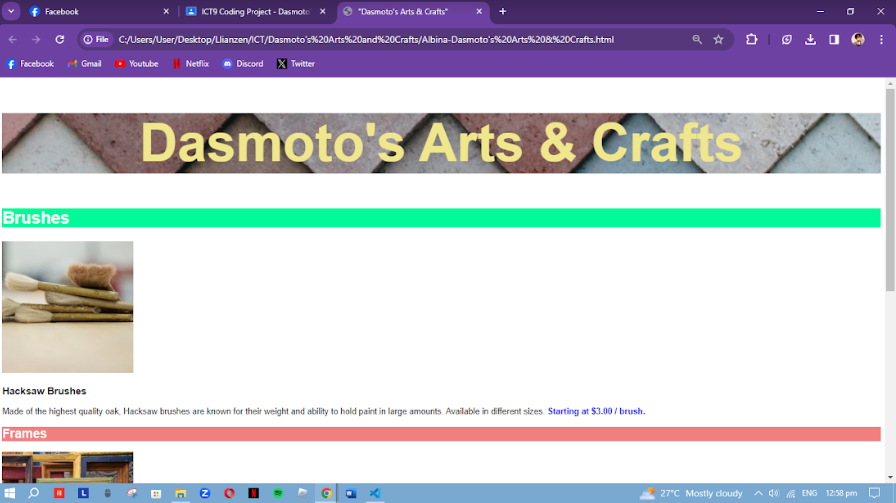 Facebook
ICT9 Coding Project - Dasmoto
"Dasmoto's Arts & Crafts"
File
C:/Users/User/Desktop/Llianzen/ICT/Dasmoto's%20Arts%20and%20Crafts/Albina-Dasmoto's%20Arts%20&%20Crafts.html
Facebook
Gmail
Youtube
Netflix
Discord
Twitter
Dasmoto's Arts & Crafts
Brushes
Hacksaw Brushes
Made of the highest quality oak, Hacksaw brushes are known for their weight and ability to hold paint in large amounts. Available in different sizes. Starting at $3.00 / brush.
Frames
27°C Mostly cloudy
ENG
12:58 pm